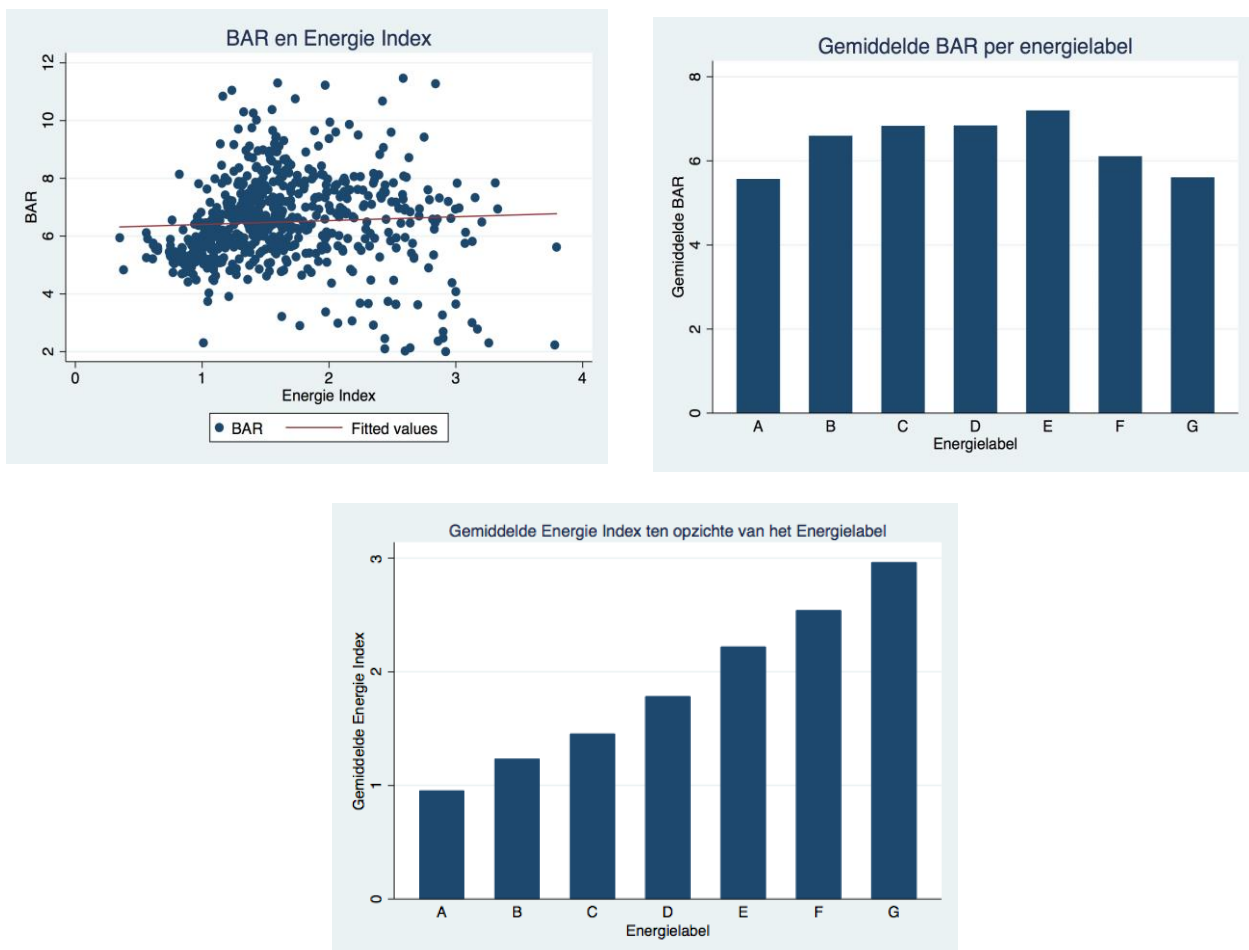 BAR en Energie Index
12
10
8
6
4
2
BAR
0 1 2 3 4
Energie Index
BAR Fitted values
Gemiddelde BAR per energielabel
8
6
4
2
0
Gemiddelde BAR
A B C D E F G
Energielabel
Gemiddelde Energie Index ten opzichte van het Energielabel
3
2
1
0
Gemiddelde Energie Index
A B C D E F G
Energielabel